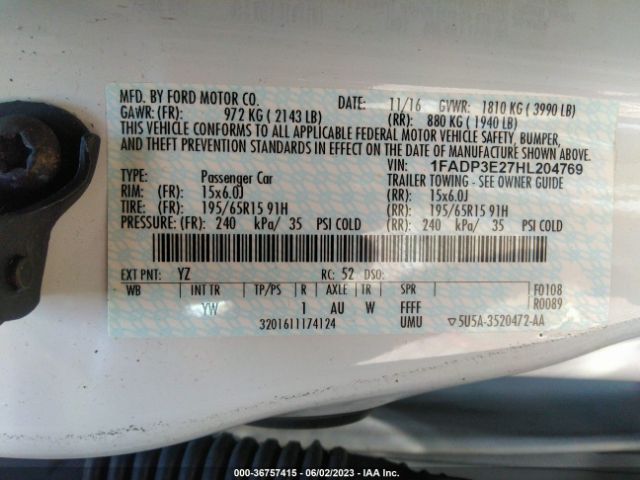 MFD. BY FORD MOTOR CO. DATE: 11/16 GVWR: 1810 KG ( 3990 LB)
GAWR: (FR): 972 KG ( 2143 LB) (RR): 880 KG ( 1940 LB)
THIS VEHICLE CONFORMS TO ALL APPLICABLE FEDERAL MOTOR VEHICLE SAFETY, BUMPER,
AND THEFT PREVENTION STANDARDS IN EFFECT ON THE DATE OF MANUFACTURE SHOWN ABOVE.
VIN: 1FADP3E27HL204769
TYPE: Passenger Car TRAILER TOWING - SEE OWNER GUIDE
RIM: (FR): 15x6.0J (RR): 15x6.0J
TIRE: (FR): 195/65R15 91H (RR): 195/65R15 91H
PRESSURE: (FR): 240 kPa/ 35 PSI COLD (RR): 240 kPa/ 35 PSI COLD
EXT PNT: YZ RC: 52 DSO:
WB INT TR TP/PS R AXLE TR SPR F0108
YW 1 AU W FFFF R0089
3201611174124 UMU ▽5U5A-3520472-AA
000-36757415 - 06/02/2023 - IAA Inc.